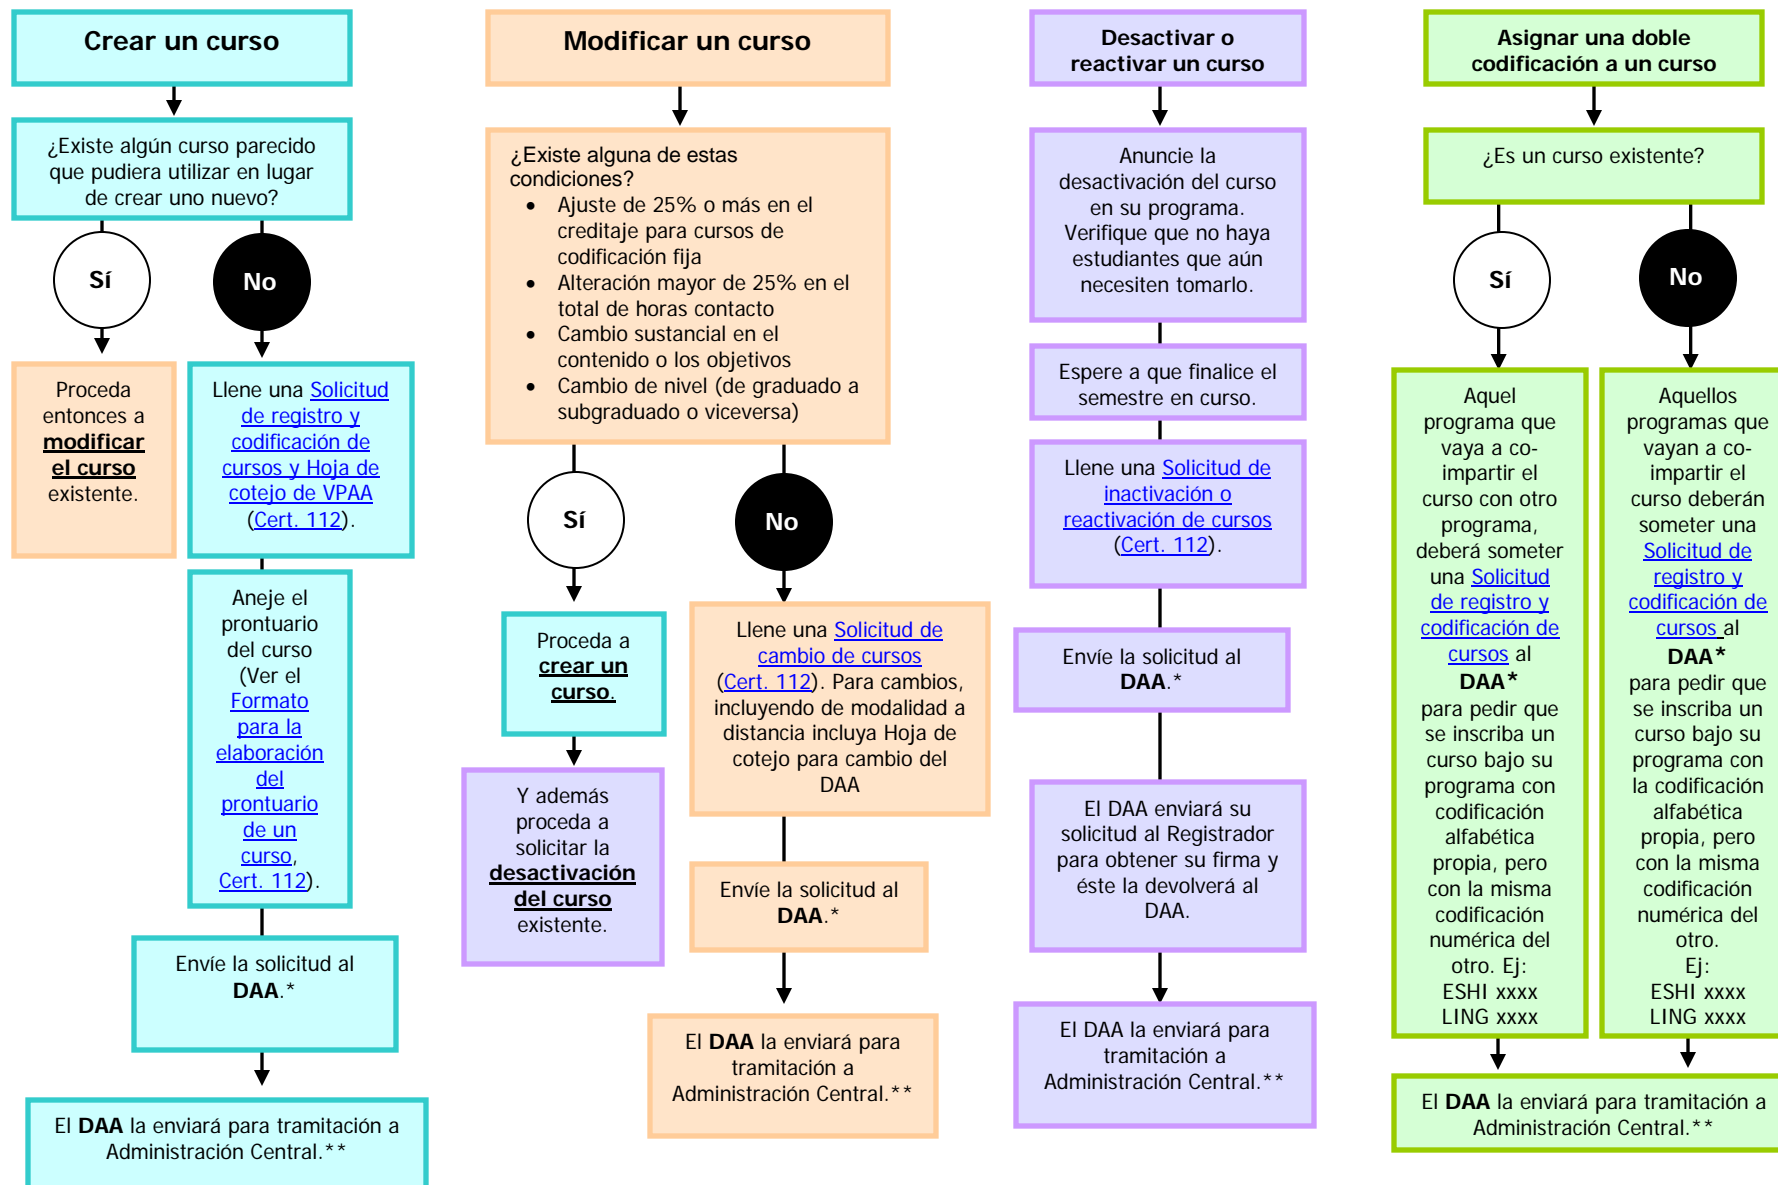 Crear un curso
¿Existe algún curso parecido
que pudiera utilizar en lugar
de crear uno nuevo?
Sí
No
Proceda
entonces a
modificar
el curso
existente.
Llene una Solicitud
de registro y
codificación de
cursos y Hoja de
cotejo de VPAA
(Cert. 112).
Aneje el
prontuario
del curso
(Ver el
Formato
para la
elaboración
del
prontuario
de un
curso,
Cert. 112).
Envíe la solicitud al
DAA.*
El DAA la enviará para tramitación a
Administración Central.**
Modificar un curso
¿Existe alguna de estas
condiciones?
• Ajuste de 25% o más en el
creditaje para cursos de
codificación fija
• Alteración mayor de 25% en el
total de horas contacto
• Cambio sustancial en el
contenido o los objetivos
• Cambio de nivel (de graduado a
subgraduado o viceversa)
Sí
No
Proceda a
crear un
curso.
Y además
proceda a
solicitar la
desactivación
del curso
existente.
Llene una Solicitud de
cambio de cursos
(Cert. 112). Para cambios,
incluyendo de modalidad a
distancia incluya Hoja de
cotejo para cambio del
DAA
Envíe la solicitud al
DAA.*
El DAA la enviará para
tramitación a
Administración Central.**
Desactivar o
reactivar un curso
Anuncie la
desactivación del curso
en su programa.
Verifique que no haya
estudiantes que aún
necesiten tomarlo.
Espere a que finalice el
semestre en curso.
Llene una Solicitud de
inactivación o
reactivación de cursos
(Cert. 112).
Envíe la solicitud al
DAA.*
El DAA enviará su
solicitud al Registrador
para obtener su firma y
éste la devolverá al
DAA.
El DAA la enviará para
tramitación a
Administración Central.**
Asignar una doble
codificación a un curso
¿Es un curso existente?
Sí
No
Aquel
programa que
vaya a co-
impartir el
curso con otro
programa,
deberá someter
una Solicitud
de registro y
codificación de
cursos al
DAA*
para pedir que
se inscriba un
curso bajo su
programa con
codificación
alfabética
propia, pero
con la misma
codificación
numérica del
otro. Ej:
ESHI xxxx
LING xxxx
Aquellos
programas que
vayan a co-
impartir el
curso deberán
someter una
Solicitud de
registro y
codificación de
cursos al
DAA*
para pedir que
se inscriba un
curso bajo su
programa con
la codificación
alfabética
propia, pero
con la misma
codificación
numérica del
otro.
Ej:
ESHI xxxx
LING xxxx
El DAA la enviará para tramitación a
Administración Central.**